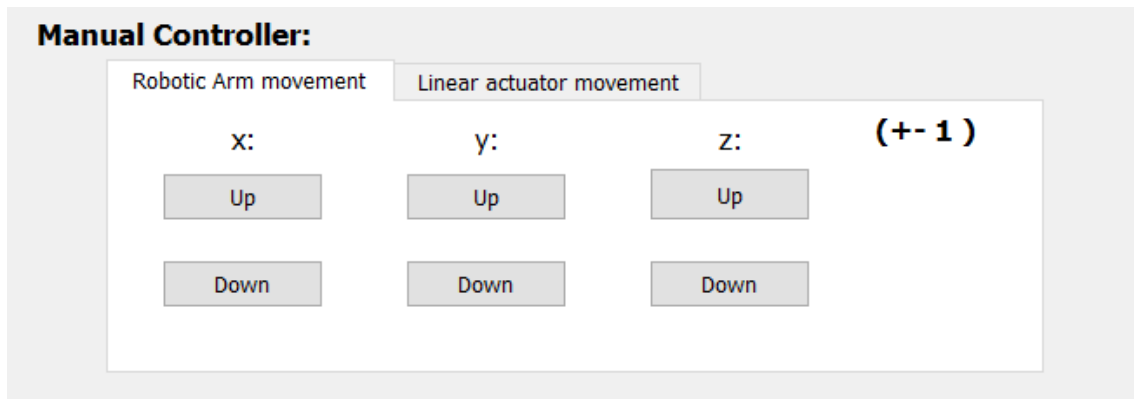 Manual Controller:
Robotic Arm movement Linear actuator movement
x: y: z: (+- 1 )
Up Up Up
Down Down Down